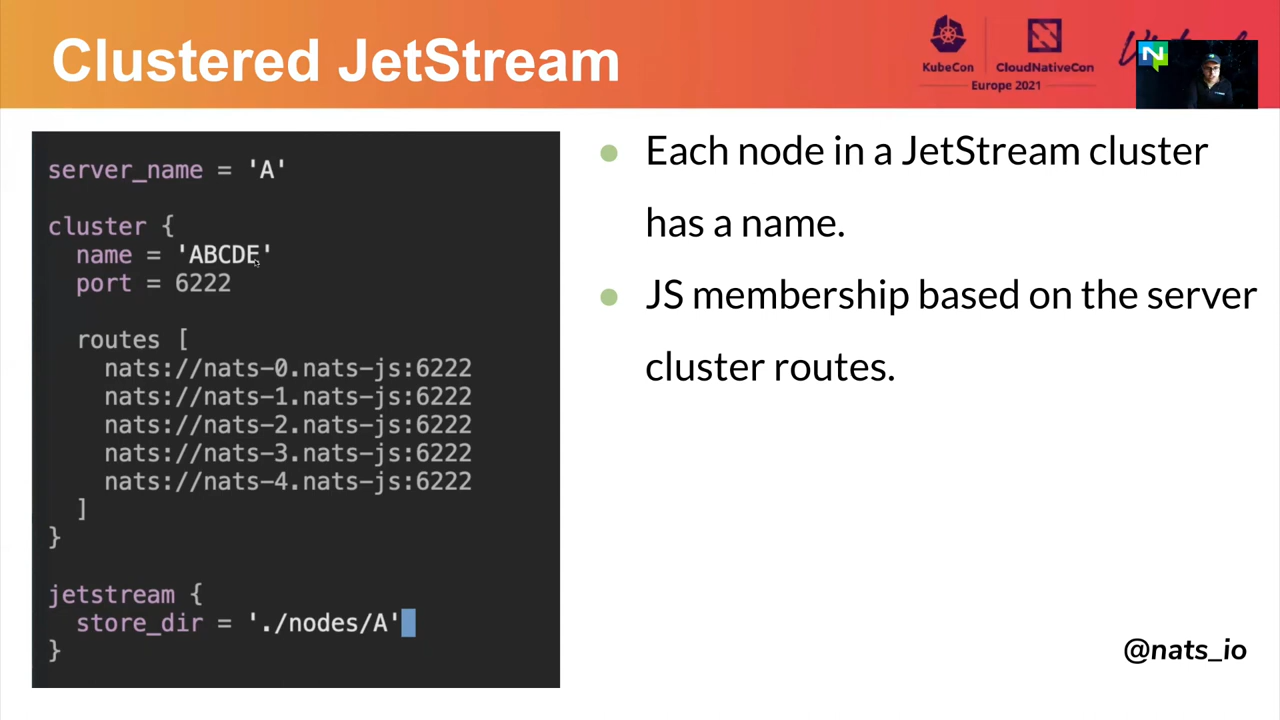 Clustered JetStream
KubeCon
CloudNativeCon
Europe 2021
server_name = 'A'
cluster {
name = 'ABCDE'
port = 6222
routes [
nats://nats-0.nats-js:6222
nats://nats-1.nats-js:6222
nats://nats-2.nats-js:6222
nats://nats-3.nats-js:6222
nats://nats-4.nats-js:6222
]
}
jetstream {
store_dir = './nodes/A'
}
Each node in a JetStream cluster
has a name.
JS membership based on the server
cluster routes.
@nats_io